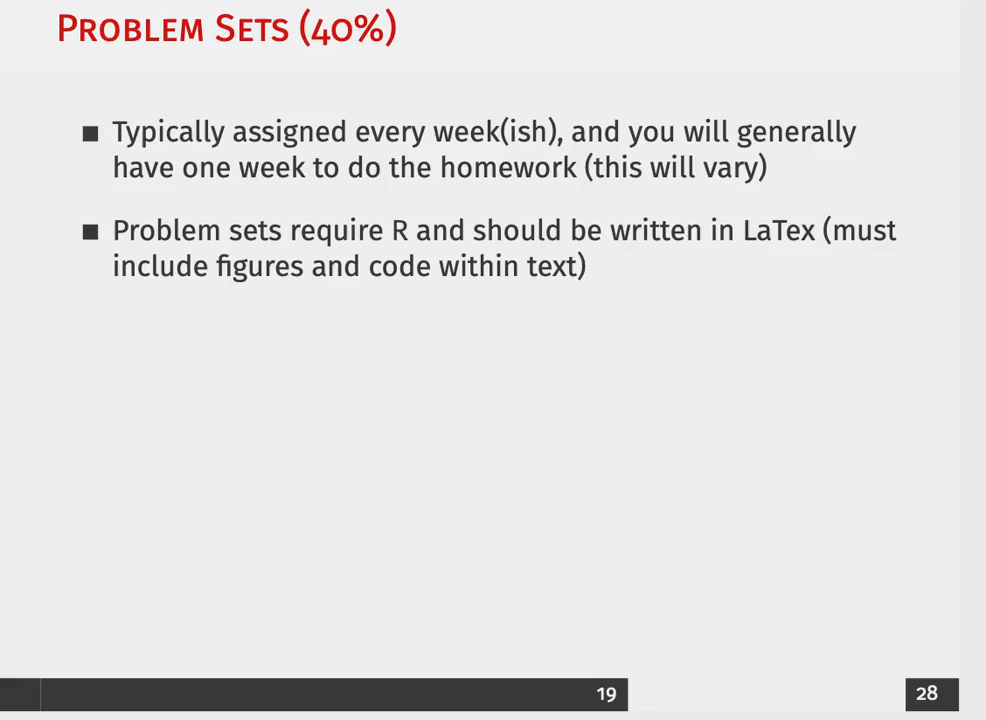 PROBLEM SETS (40%)
■ Typically assigned every week(ish), and you will generally
have one week to do the homework (this will vary)
■ Problem sets require R and should be written in LaTex (must
include figures and code within text)
19
28